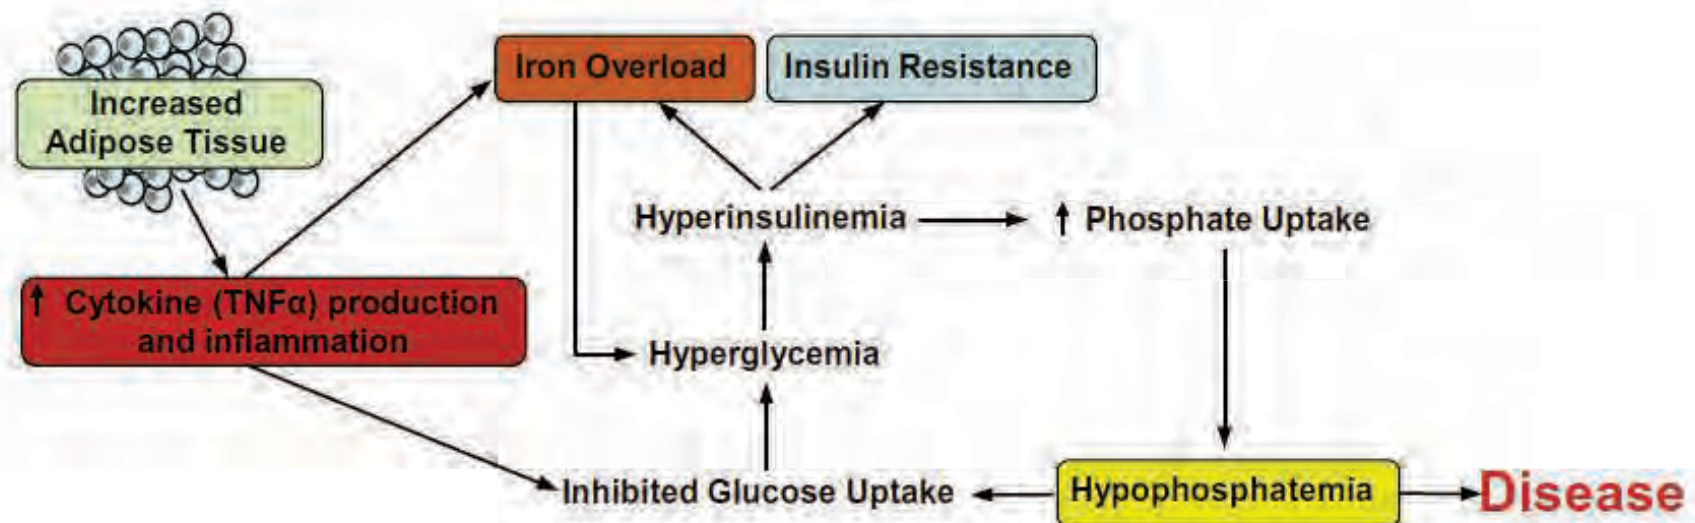 Increased
Adipose Tissue
Iron Overload
Insulin Resistance
Hyperinsulinemia
↑ Phosphate Uptake
↑ Cytokine (TNFα) production
and inflammation
Hyperglycemia
Inhibited Glucose Uptake
Hypophosphatemia
Disease